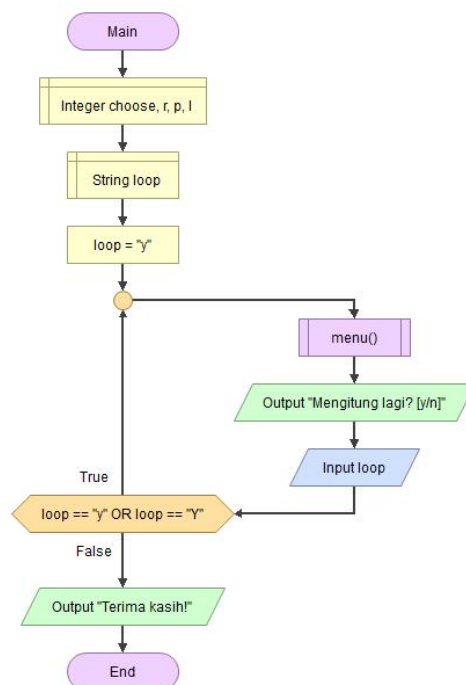 Main
Integer choose, r, p, l
String loop
loop = "y"
menu()
Output "Mengitung lagi? [y/n]"
Input loop
True
loop == "y" OR loop == "Y"
False
Output "Terima kasih!"
End